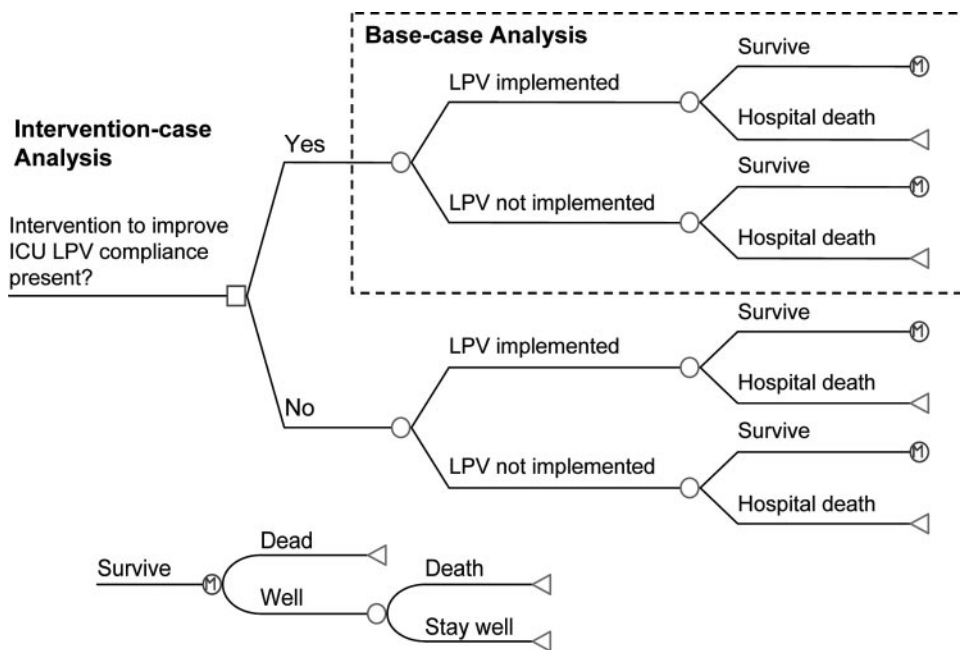 Base-case Analysis
Survive
M
LPV implemented
Hospital death
Intervention-case
Analysis
Yes
Survive
M
LPV not implemented
Hospital death
Intervention to improve
ICU LPV compliance
present?
Survive
M
LPV implemented
Hospital death
No
Survive
M
LPV not implemented
Hospital death
Survive
M
Dead
Well
Death
Stay well